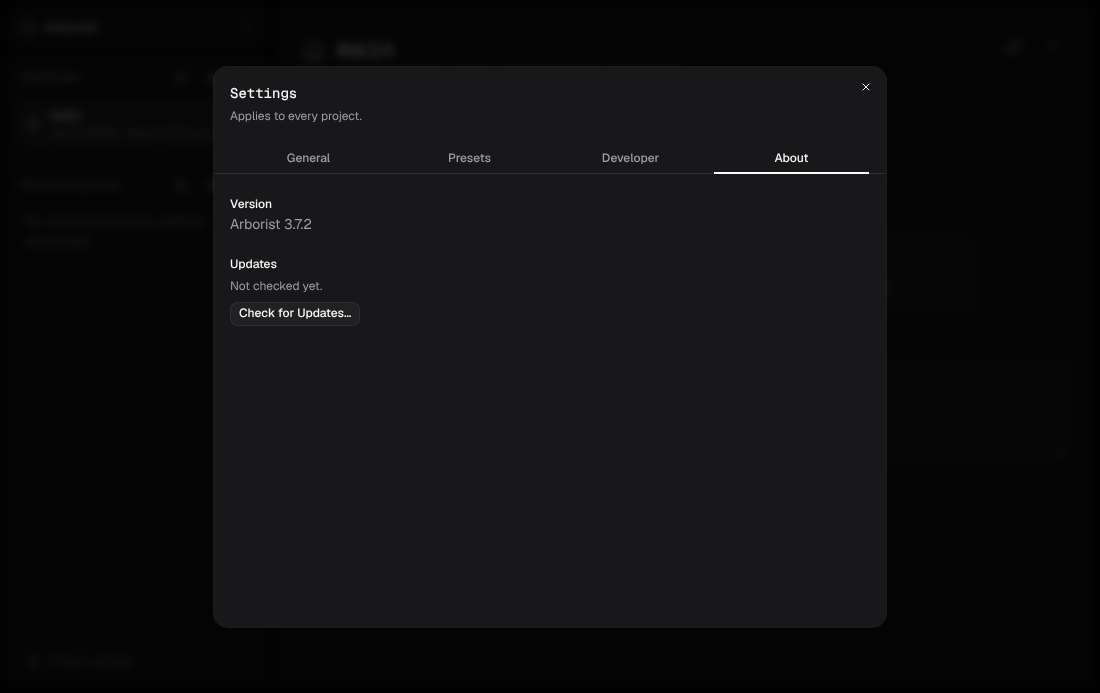 main
Settings
Applies to every project.
General
Presets
Developer
About
Version
Arborist 3.7.2
Updates
Not checked yet.
Check for Updates...